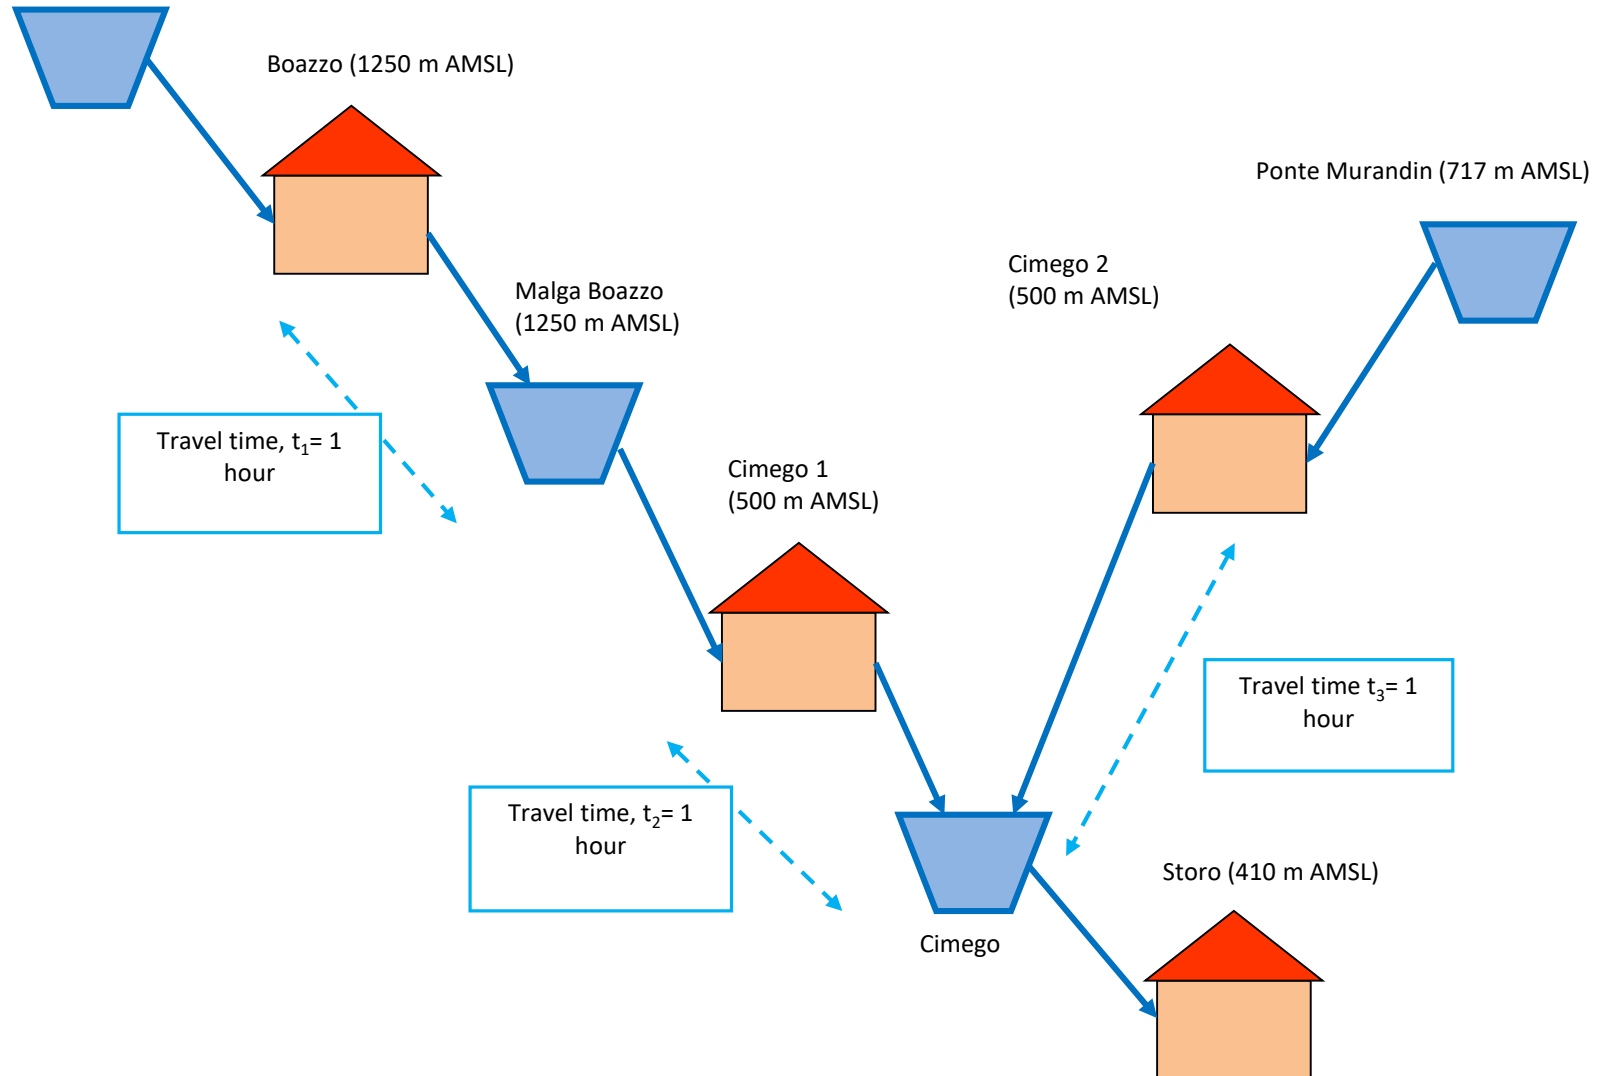 Boazzo (1250 m AMSL)
Ponte Murandin (717 m AMSL)
Cimego 2
(500 m AMSL)
Malga Boazzo
(1250 m AMSL)
Travel time, t₁= 1
hour
Cimego 1
(500 m AMSL)
Travel time t₃= 1
hour
Travel time, t₂= 1
hour
Storo (410 m AMSL)
Cimego